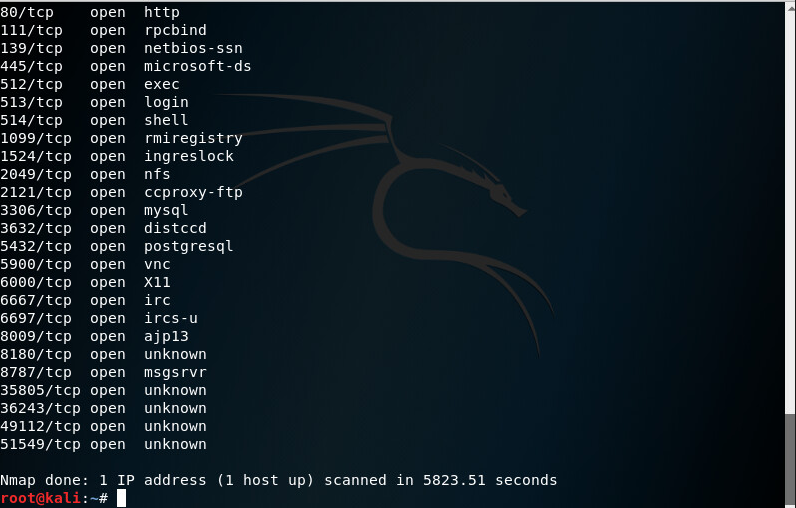 80/tcp    open  http
111/tcp   open  rpcbind
139/tcp   open  netbios-ssn
445/tcp   open  microsoft-ds
512/tcp   open  exec
513/tcp   open  login
514/tcp   open  shell
1099/tcp  open  rmiregistry
1524/tcp  open  ingreslock
2049/tcp  open  nfs
2121/tcp  open  ccproxy-ftp
3306/tcp  open  mysql
3632/tcp  open  distccd
5432/tcp  open  postgresql
5900/tcp  open  vnc
6000/tcp  open  X11
6667/tcp  open  irc
6697/tcp  open  ircs-u
8009/tcp  open  ajp13
8180/tcp  open  unknown
8787/tcp  open  msgsrvr
35805/tcp open  unknown
36243/tcp open  unknown
49112/tcp open  unknown
51549/tcp open  unknown
Nmap done: 1 IP address (1 host up) scanned in 5823.51 seconds
root@kali:~#